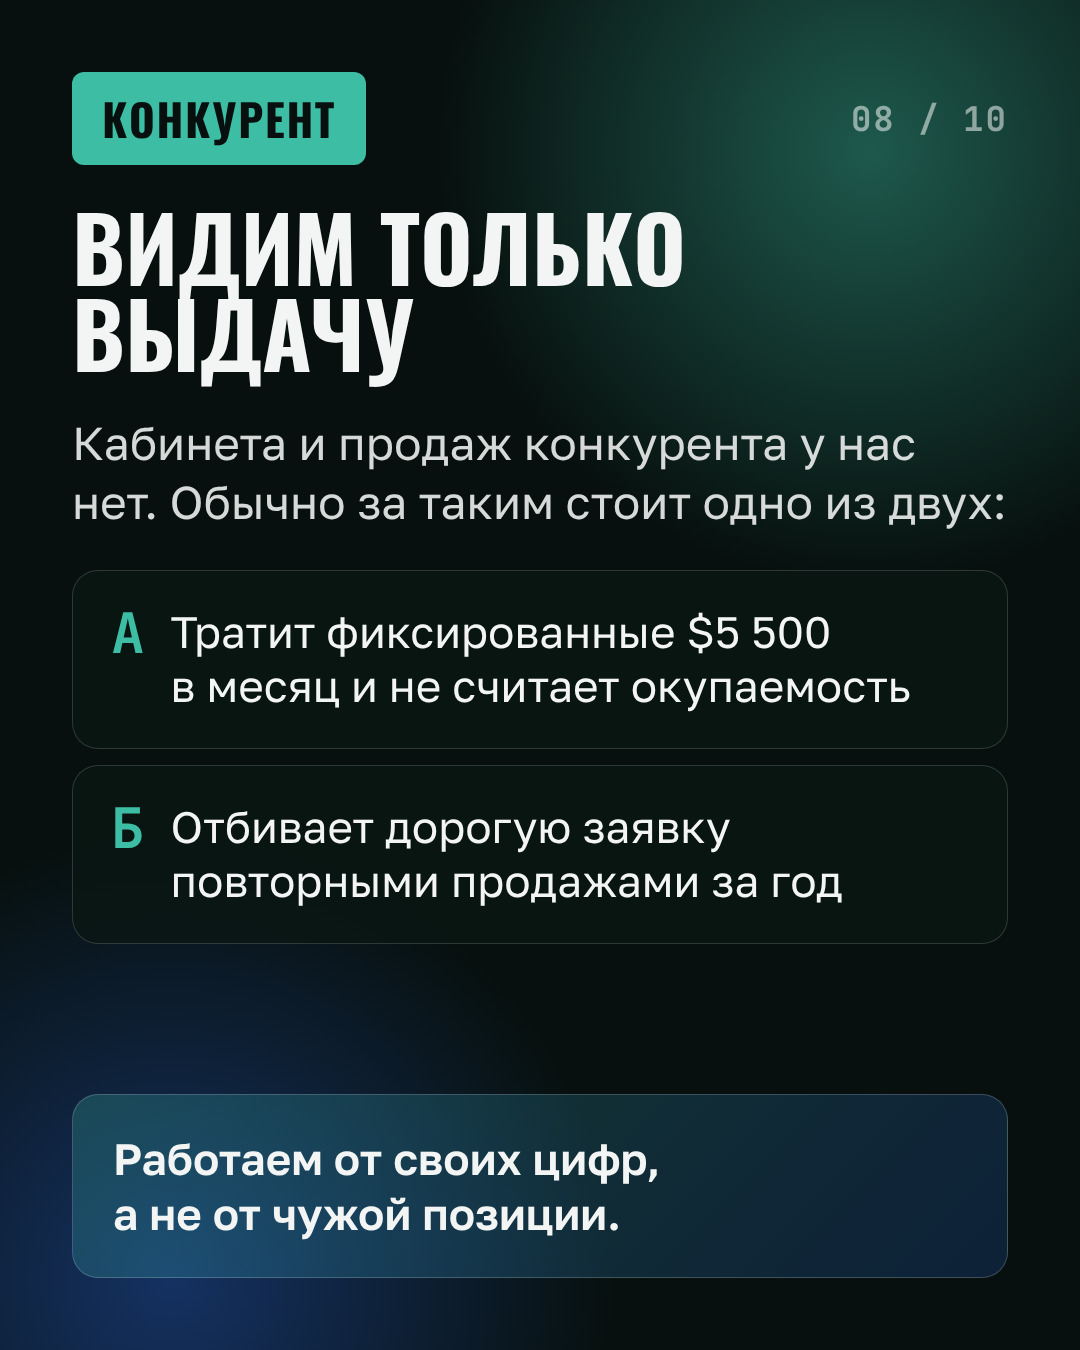 КОНКУРЕНТ
08 / 10
ВИДИМ ТОЛЬКО
ВЫДАЧУ
Кабинета и продаж конкурента у нас
нет. Обычно за таким стоит одно из двух:
А Тратит фиксированные $5 500
в месяц и не считает окупаемость
Б Отбивает дорогую заявку
повторными продажами за год
Работаем от своих цифр,
а не от чужой позиции.